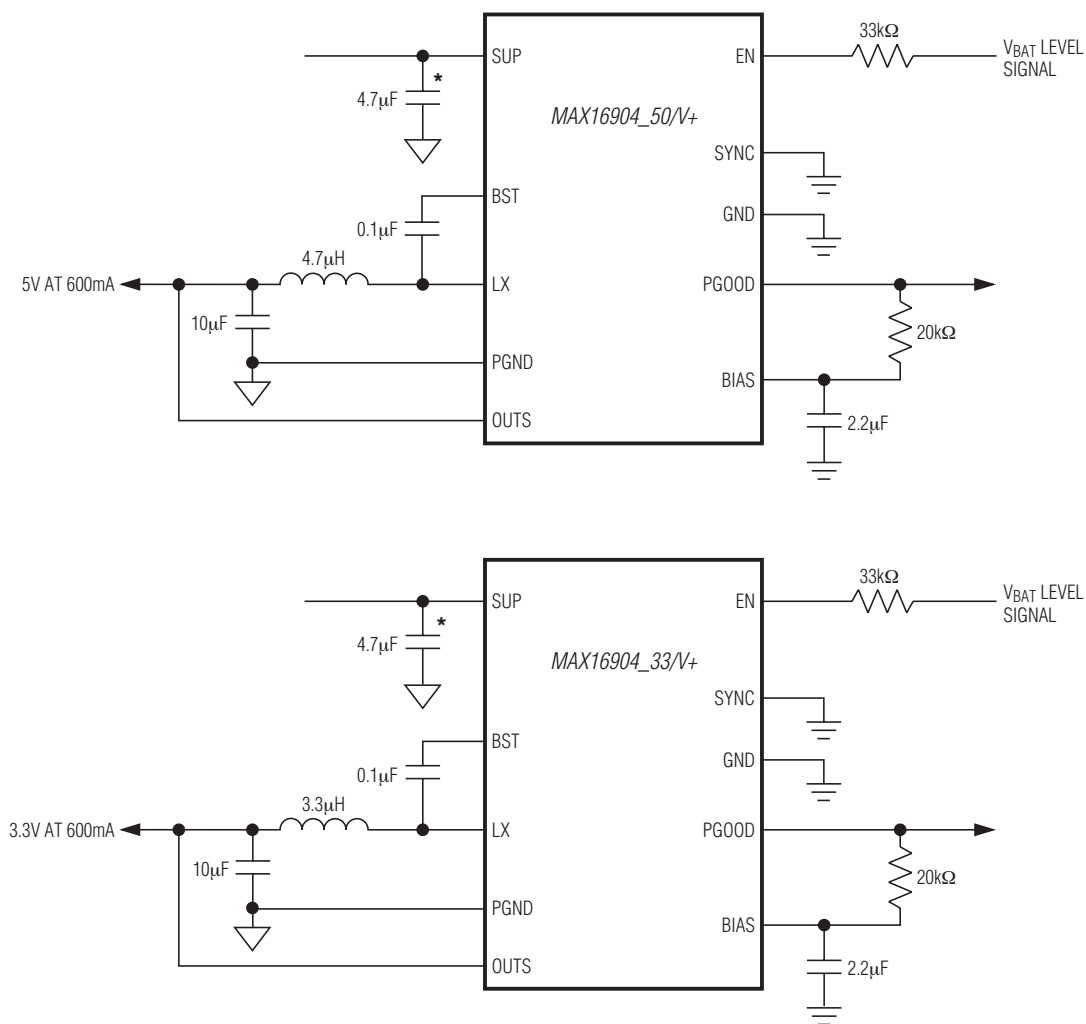 33kΩ
SUP
EN
VBAT LEVEL
SIGNAL
*
4.7μF
MAX16904_50/V+
SYNC
BST
GND
0.1μF
4.7μH
5V AT 600mA
LX
PGOOD
10μF
20kΩ
PGND
BIAS
OUTS
2.2μF
33kΩ
SUP
EN
VBAT LEVEL
SIGNAL
*
4.7μF
MAX16904_33/V+
SYNC
BST
GND
0.1μF
3.3μH
3.3V AT 600mA
LX
PGOOD
10μF
20kΩ
PGND
BIAS
OUTS
2.2μF